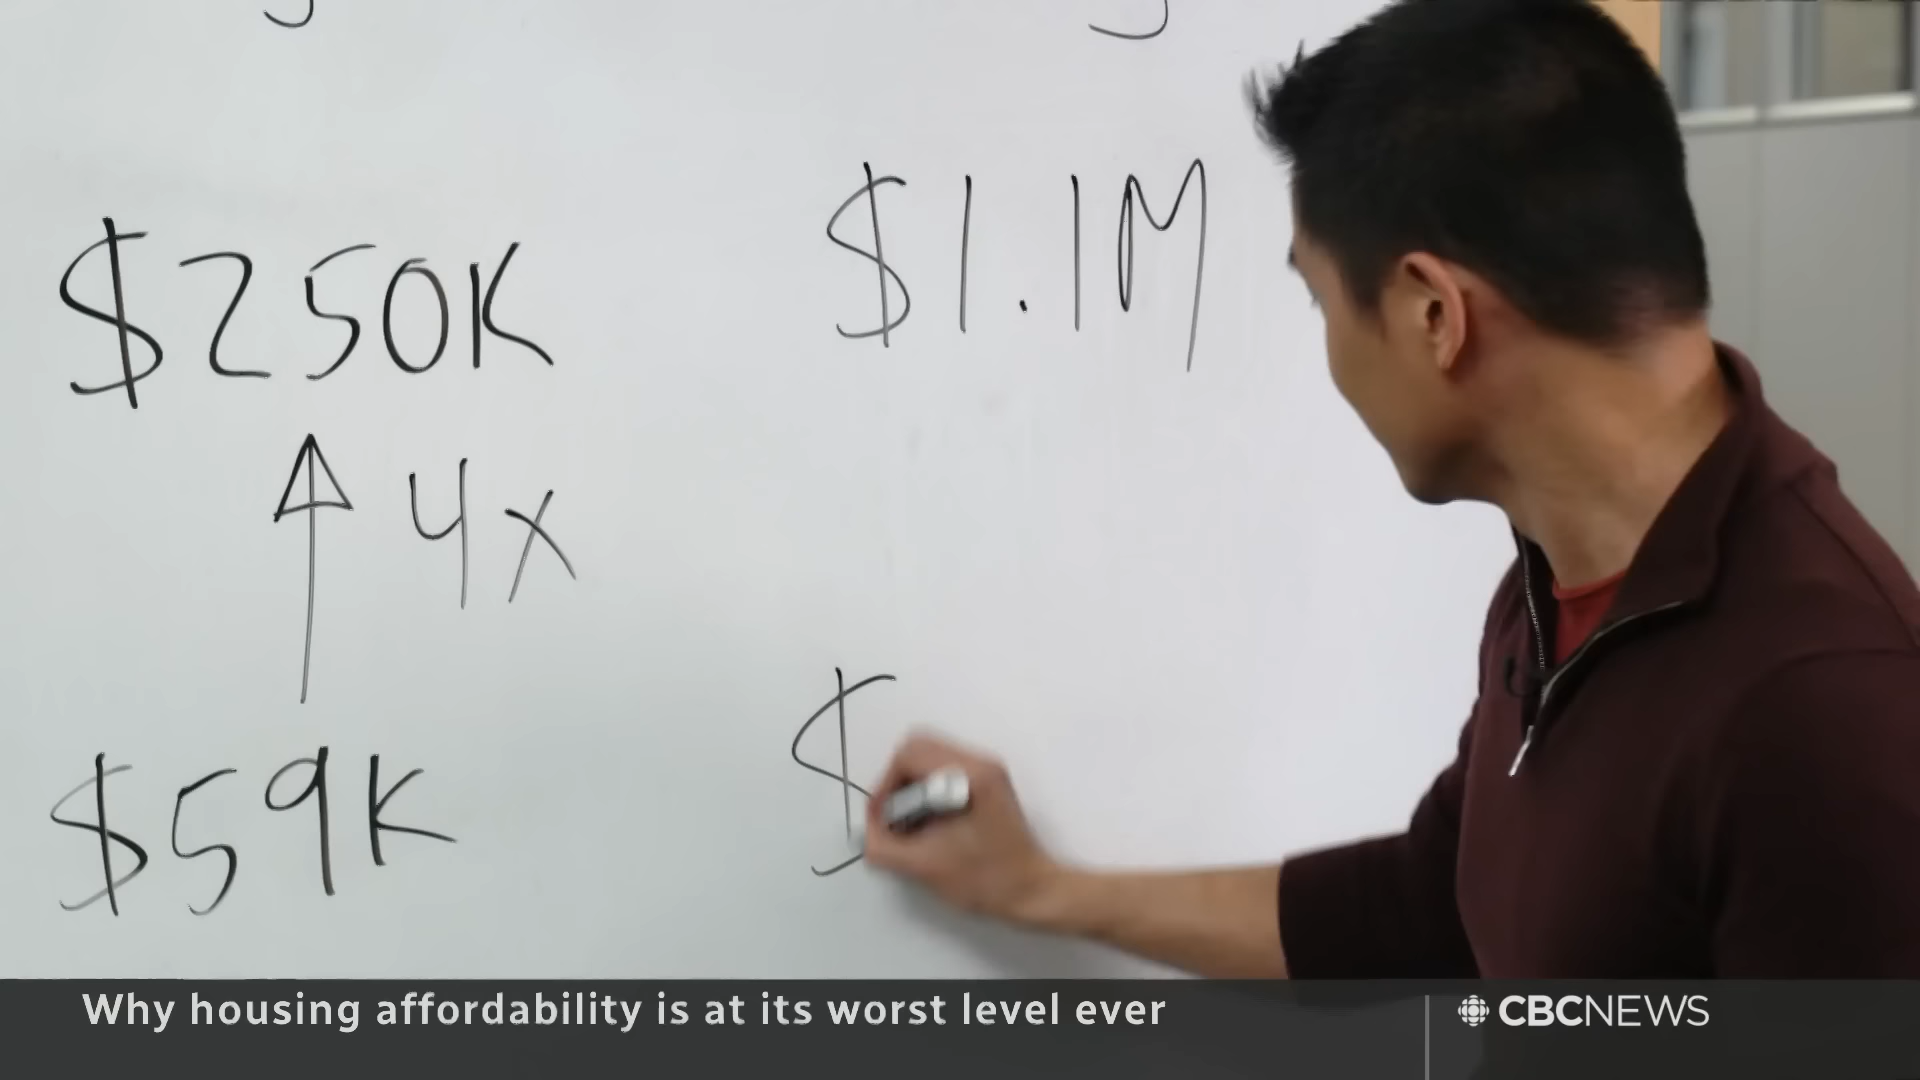 $250K
$1.1M
4x
$59K
$
Why housing affordability is at its worst level ever
CBCNEWS